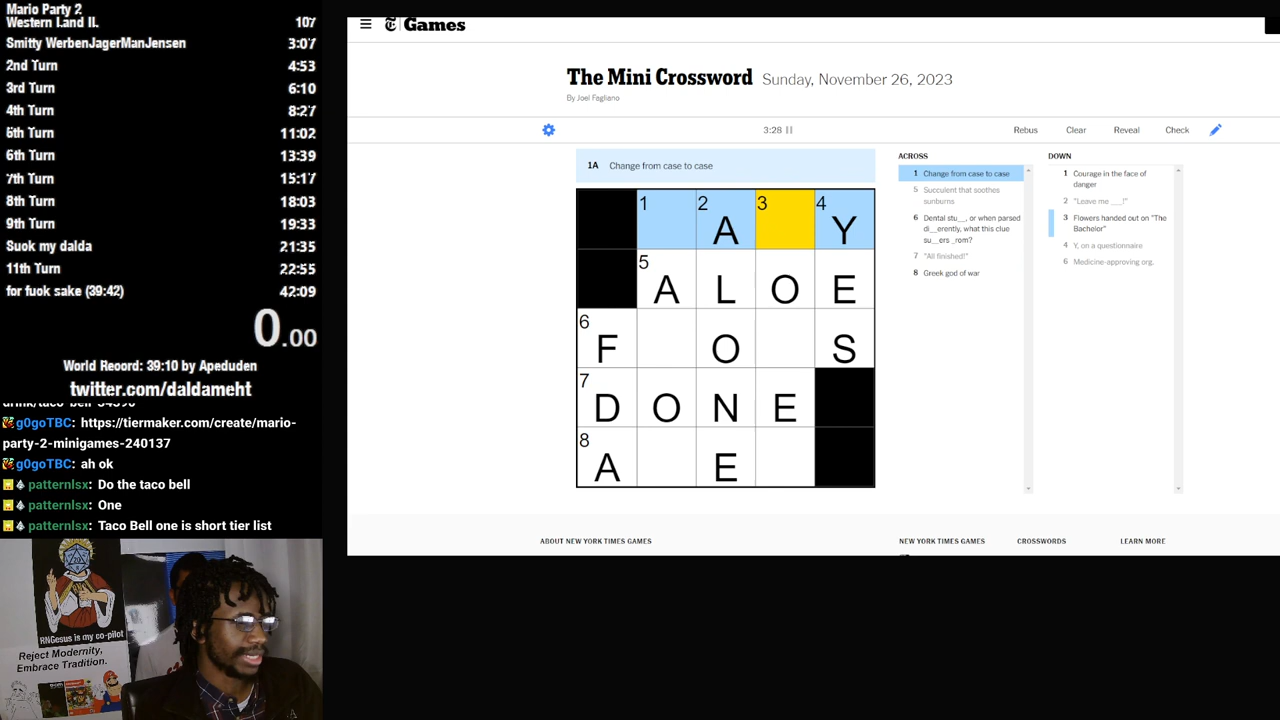 Mario Party 2
Western Land II. 107
Smitty WerbenJagerManJensen 3:07
2nd Turn 4:53
3rd Turn 6:10
4th Turn 8:27
5th Turn 11:02
6th Turn 13:39
7th Turn 15:17
8th Turn 18:03
9th Turn 19:33
Suok my dalda 21:35
11th Turn 22:55
for fuok sake (39:42) 42:09
0.00
World Reoord: 39:10 by Apeduden
twitter.com/daldameht
g0goTBC: https://tiermaker.com/create/mario-
party-2-minigames-240137
g0goTBC: ah ok
patternlsx: Do the taco bell
patternlsx: One
patternlsx: Taco Bell one is short tier list
RNGesus is my co-pilot
Reject Modernity,
Embrace Tradition.
T Games
The Mini Crossword Sunday, November 26, 2023
By Joel Fagliano
3:28
Rebus Clear Reveal Check
1A Change from case to case
1 2 A 3 4 Y
5 A L O E
6 F O S
7 D O N E
8 A E
ACROSS
1 Change from case to case
5 Succulent that soothes
sunburns
6 Dental stu__, or when parsed
di__erently, what this clue
su__ers _rom?
7 "All finished!"
8 Greek god of war
DOWN
1 Courage in the face of
danger
2 "Leave me ___!"
3 Flowers handed out on "The
Bachelor"
4 Y, on a questionnaire
6 Medicine-approving org.
ABOUT NEW YORK TIMES GAMES
NEW YORK TIMES GAMES
CROSSWORDS
LEARN MORE